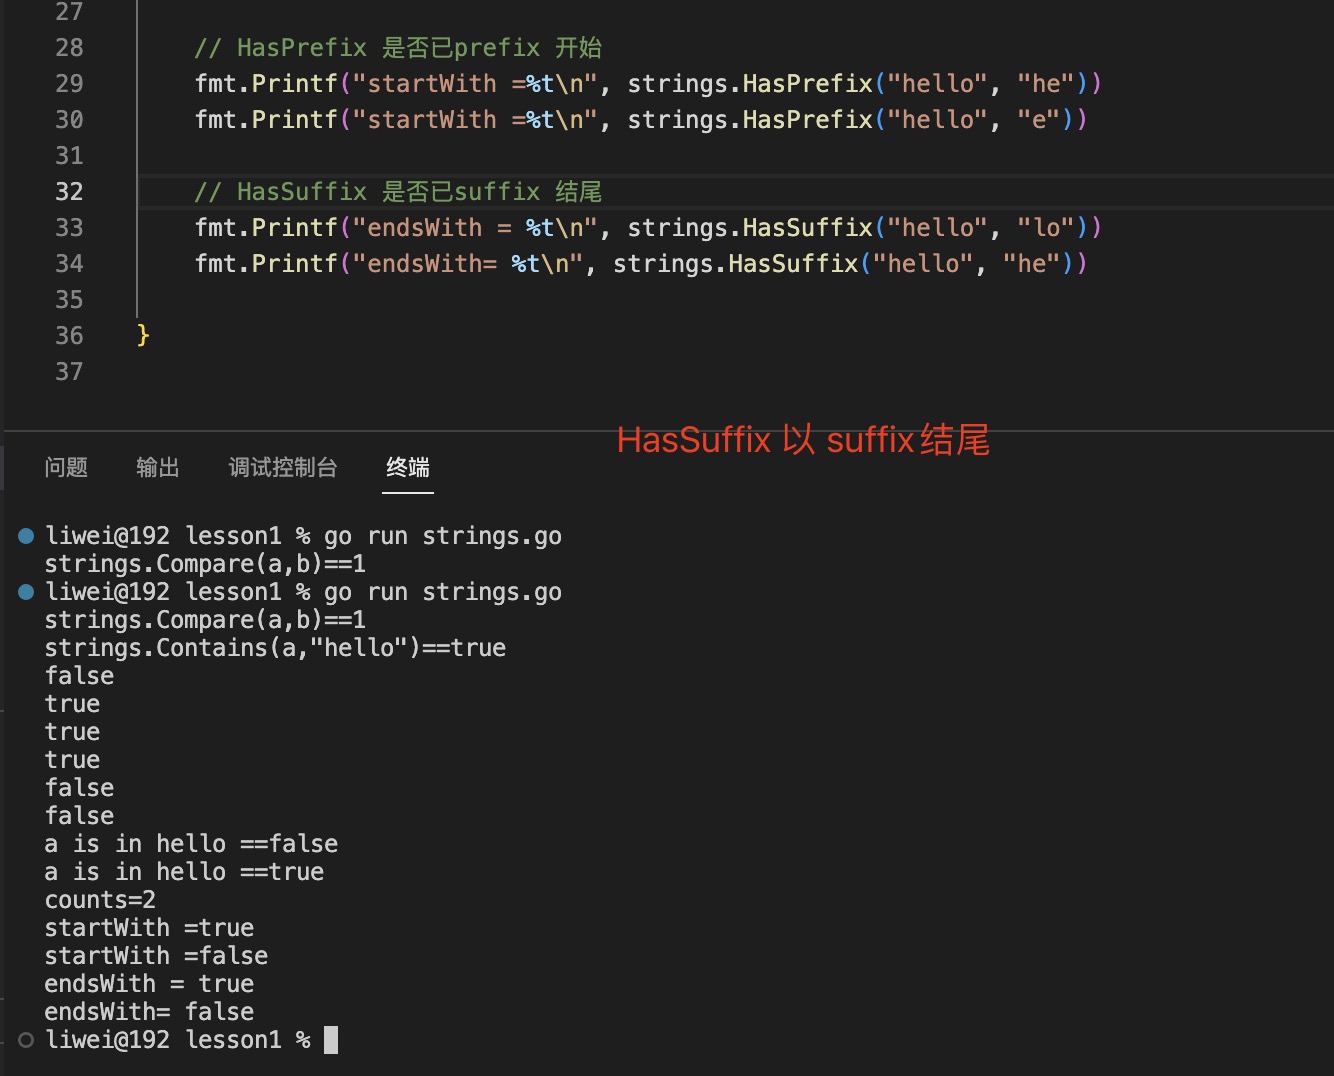 27
28 // HasPrefix 是否已prefix 开始
29 fmt.Printf("startWith =%t\n", strings.HasPrefix("hello", "he"))
30 fmt.Printf("startWith =%t\n", strings.HasPrefix("hello", "e"))
31
32 // HasSuffix 是否已suffix 结尾
33 fmt.Printf("endsWith = %t\n", strings.HasSuffix("hello", "lo"))
34 fmt.Printf("endsWith= %t\n", strings.HasSuffix("hello", "he"))
35
36 }
37
HasSuffix 以 suffix结尾
问题 输出 调试控制台 终端
liwei@192 lesson1 % go run strings.go
strings.Compare(a,b)==1
liwei@192 lesson1 % go run strings.go
strings.Compare(a,b)==1
strings.Contains(a,"hello")==true
false
true
true
true
false
false
a is in hello ==false
a is in hello ==true
counts=2
startWith =true
startWith =false
endsWith = true
endsWith= false
liwei@192 lesson1 %